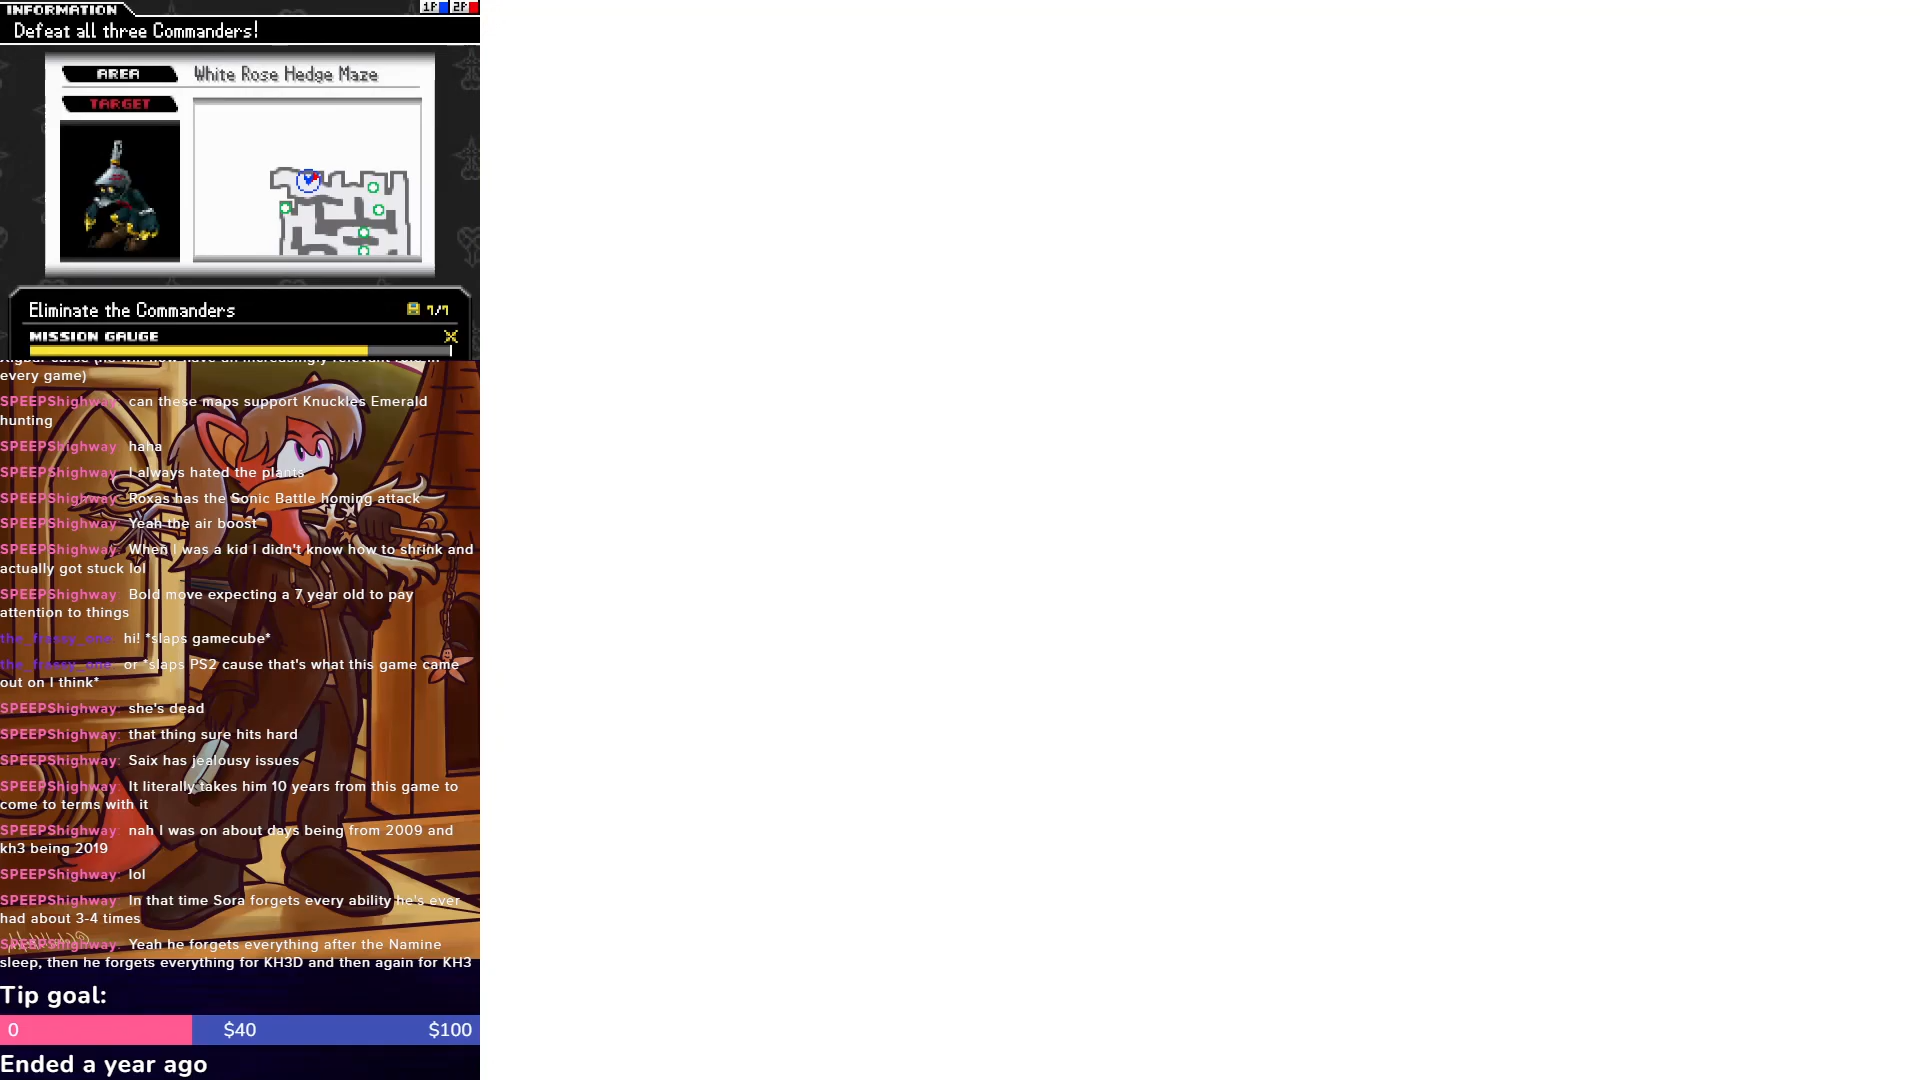 INFORMATION
1P 2P
Defeat all three Commanders!
AREA
White Rose Hedge Maze
TARGET
Eliminate the Commanders
7/7
MISSION GAUGE
every game)
SPEEPShighway: can these maps support Knuckles Emerald
hunting
SPEEPShighway: haha
SPEEPShighway: I always hated the plants
SPEEPShighway: Roxas has the Sonic Battle homing attack
SPEEPShighway: Yeah the air boost
SPEEPShighway: When I was a kid I didn't know how to shrink and
actually got stuck lol
SPEEPShighway: Bold move expecting a 7 year old to pay
attention to things
the_frassy_one: hi! *slaps gamecube*
the_frassy_one: or *slaps PS2 cause that's what this game came
out on I think*
SPEEPShighway: she's dead
SPEEPShighway: that thing sure hits hard
SPEEPShighway: Saix has jealousy issues
SPEEPShighway: It literally takes him 10 years from this game to
come to terms with it
SPEEPShighway: nah I was on about days being from 2009 and
kh3 being 2019
SPEEPShighway: lol
SPEEPShighway: In that time Sora forgets every ability he's ever
had about 3-4 times
SPEEPShighway: Yeah he forgets everything after the Namine
sleep, then he forgets everything for KH3D and then again for KH3
Tip goal:
0 $40 $100
Ended a year ago